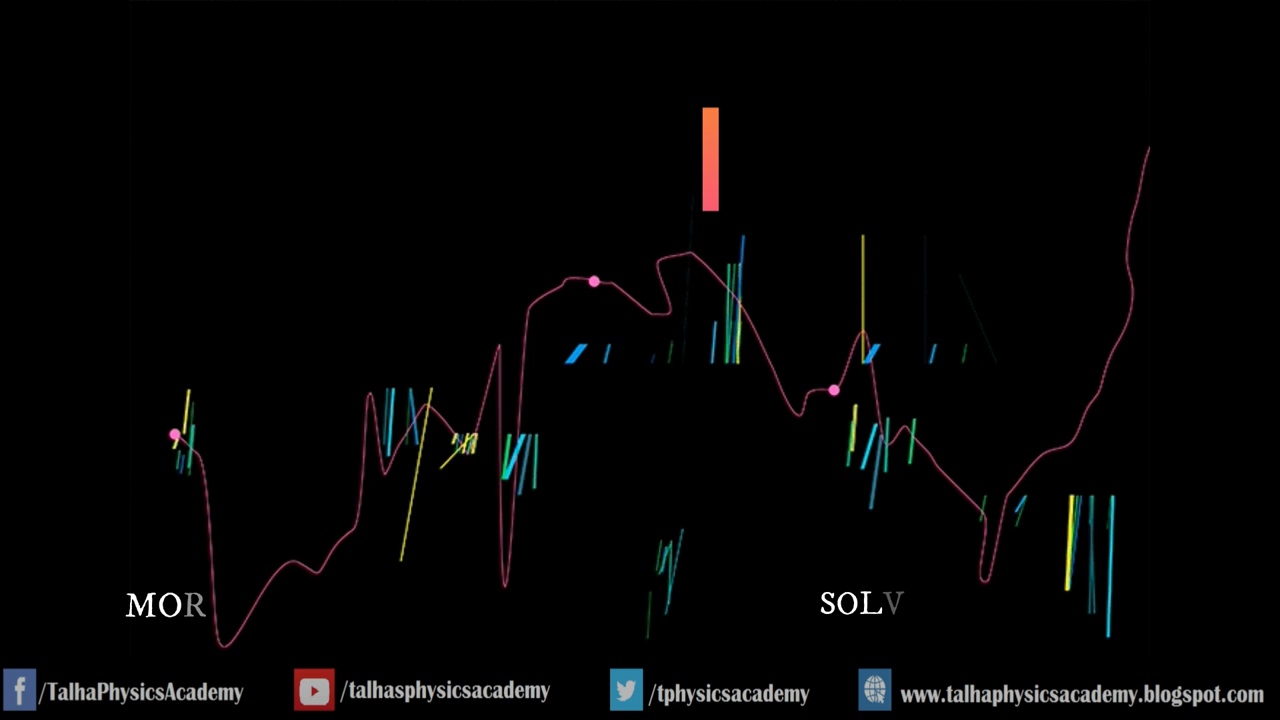 MOR
SOLV
/TalhaPhysicsAcademy
/talhasphysicsacademy
/tphysicsacademy
www.talhaphysicsacademy.blogspot.com